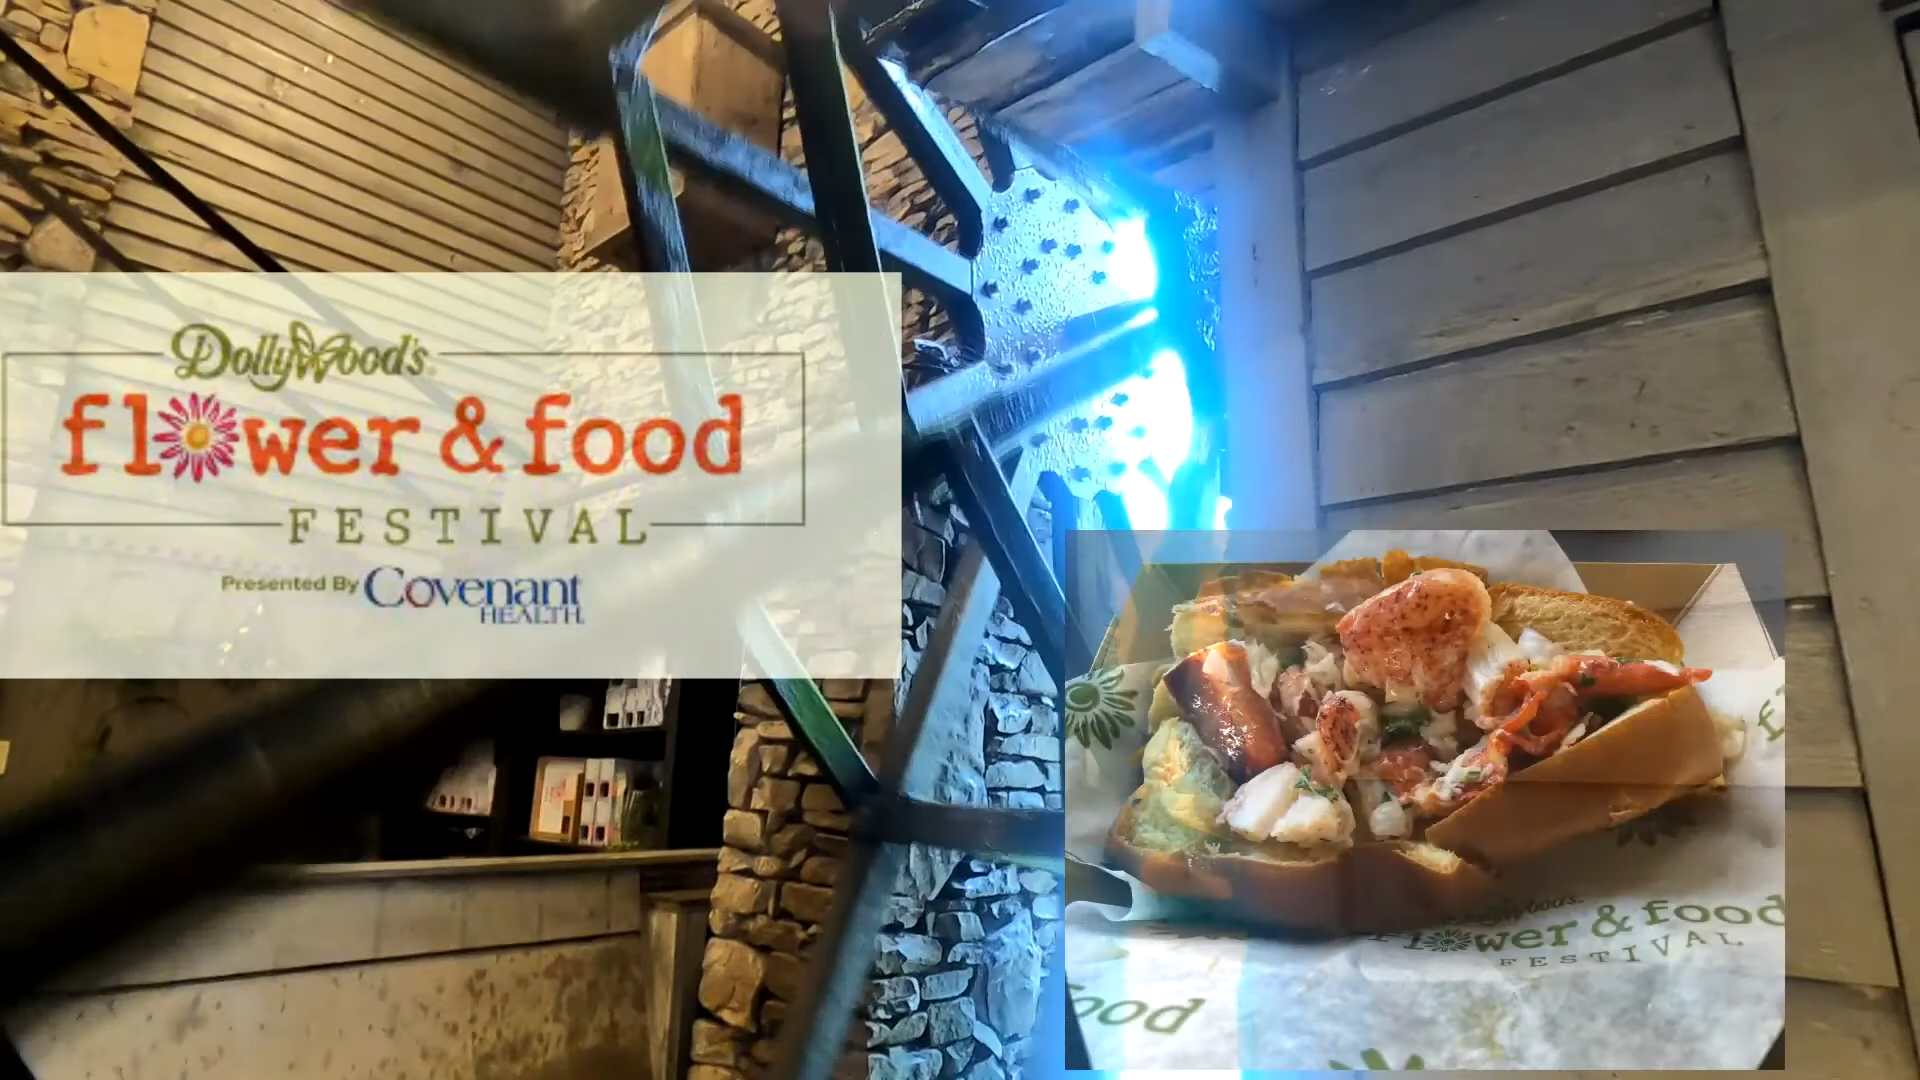 Dollywood's
flower & food
FESTIVAL
Presented By Covenant
HEALTH
flower & food
FESTIVAL
food